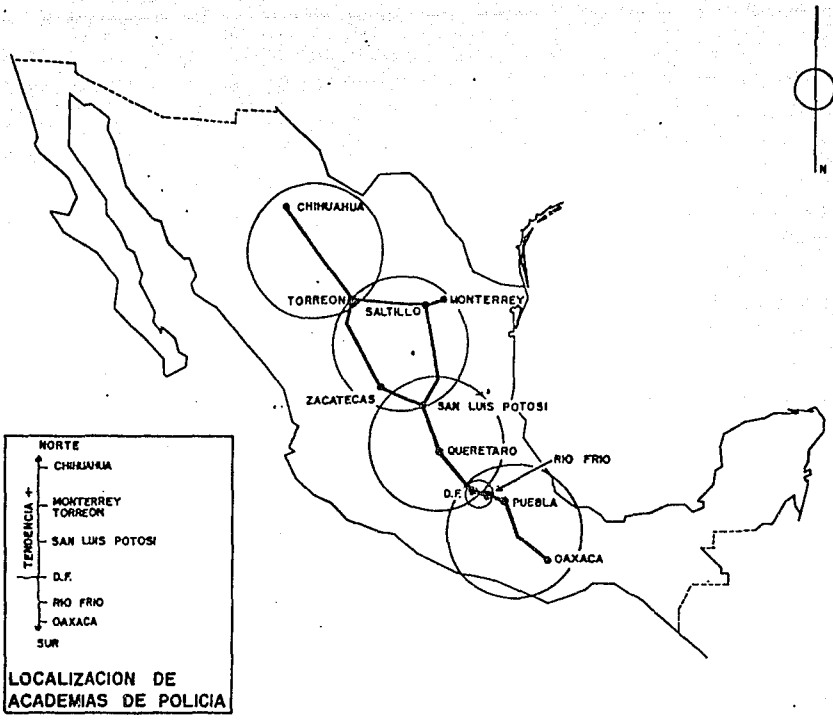 N
CHIHUAHUA
TORREON
SALTILLO
MONTERREY
ZACATECAS
SAN LUIS POTOSI
QUERETARO
RIO FRIO
D.F.
PUEBLA
OAXACA
NORTE
CHIHUAHUA
MONTERREY
TORREON
SAN LUIS POTOSI
D.F.
RIO FRIO
OAXACA
SUR
TENDENCIA +
LOCALIZACION DE
ACADEMIAS DE POLICIA